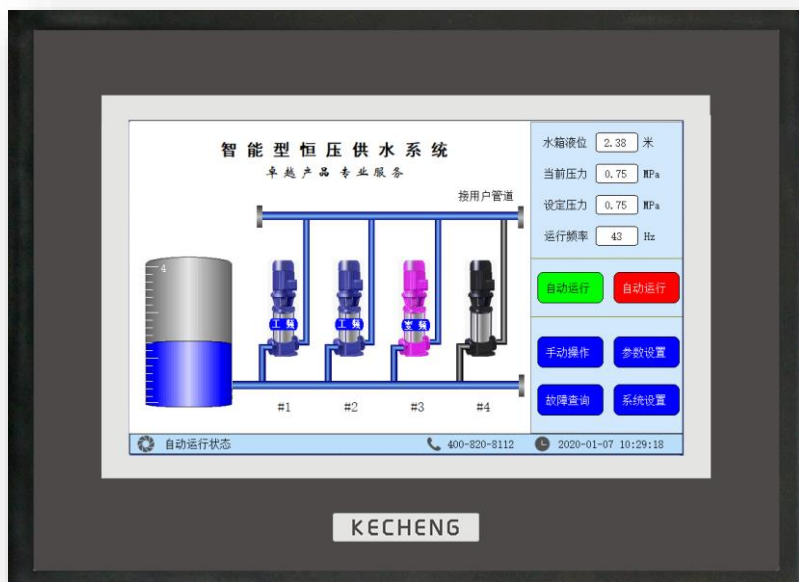 智能型恒压供水系统
卓越产品 专业服务
接用户管道
4
工频
工频
变频
#1
#2
#3
#4
水箱液位 2.38 米
当前压力 0.75 MPa
设定压力 0.75 MPa
运行频率 43 Hz
自动运行 自动运行
手动操作 参数设置
故障查询 系统设置
自动运行状态
400-820-8112
2020-01-07 10:29:18
KECHENG